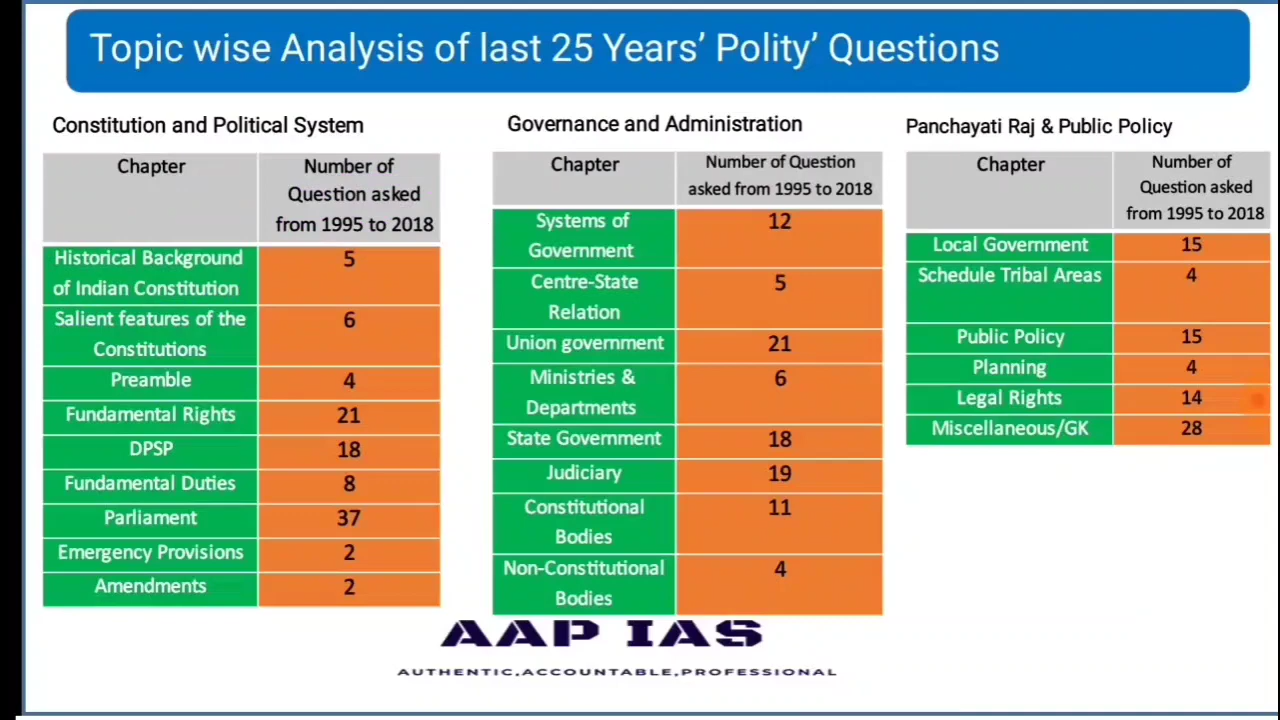 Topic wise Analysis of last 25 Years’ Polity’ Questions
Constitution and Political System
Chapter
Number of
Question asked
from 1995 to 2018
Historical Background
of Indian Constitution
5
Salient features of the
Constitutions
6
Preamble
4
Fundamental Rights
21
DPSP
18
Fundamental Duties
8
Parliament
37
Emergency Provisions
2
Amendments
2
Governance and Administration
Chapter
Number of Question
asked from 1995 to 2018
Systems of
Government
12
Centre-State
Relation
5
Union government
21
Ministries &
Departments
6
State Government
18
Judiciary
19
Constitutional
Bodies
11
Non-Constitutional
Bodies
4
Panchayati Raj & Public Policy
Chapter
Number of
Question asked
from 1995 to 2018
Local Government
15
Schedule Tribal Areas
4
Public Policy
15
Planning
4
Legal Rights
14
Miscellaneous/GK
28
AAP IAS
AUTHENTIC,ACCOUNTABLE,PROFESSIONAL